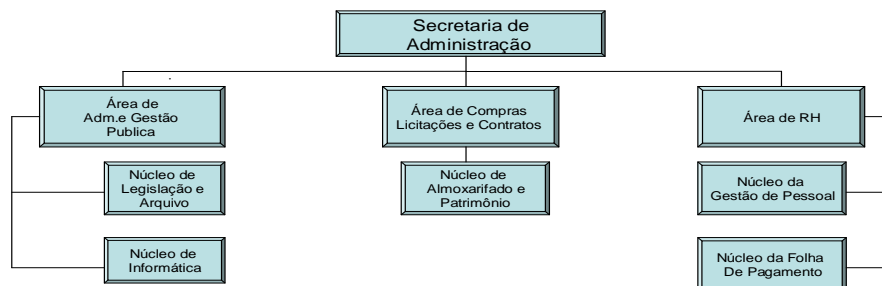 Secretaria de
Administração
Área de
Adm.e Gestão
Publica
Área de Compras
Licitações e Contratos
Área de RH
Núcleo de
Legislação e
Arquivo
Núcleo de
Almoxarifado e
Patrimônio
Núcleo da
Gestão de Pessoal
Núcleo de
Informática
Núcleo da Folha
De Pagamento